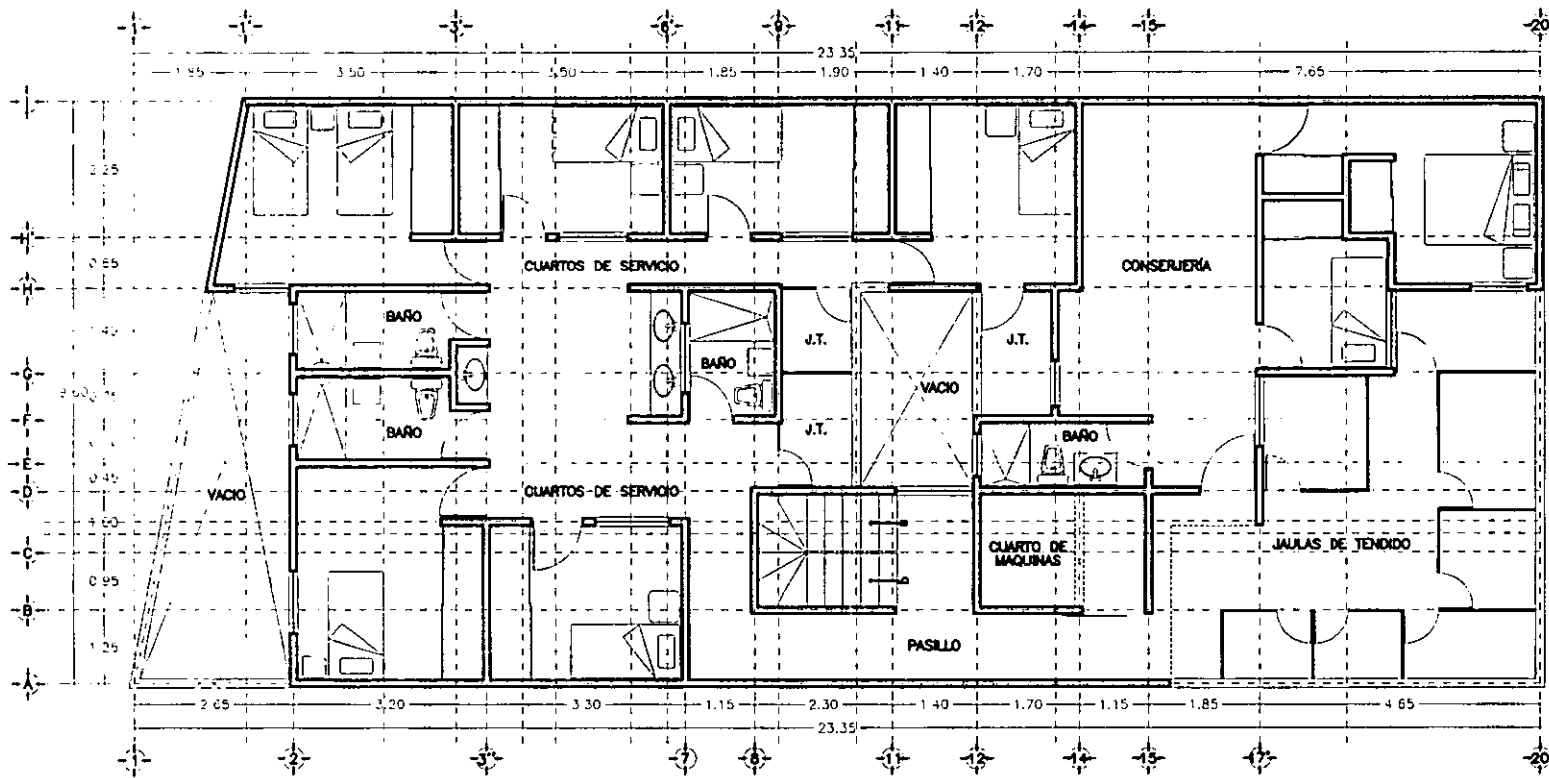 1 1' 3' 6' 9 11 12 14 15 20
23.35
1.85 3.50 3.50 1.85 1.90 1.40 1.70 7.65
I
2.25
H'
CUARTOS DE SERVICIO CONSERJERÍA
0.85
H
BAÑO
1.40 J.T. J.T.
G BAÑO VACIO
F
BAÑO J.T. BAÑO
E
0.45
D VACIO CUARTOS DE SERVICIO
C CUARTO DE MAQUINAS JAULAS DE TENDIDO
0.95
B
1.25 PASILLO
A
2.65 3.20 3.30 1.15 2.30 1.40 1.70 1.15 1.85 4.65
23.35
1 2 3'' 7 8 11 12 14 15 17' 20